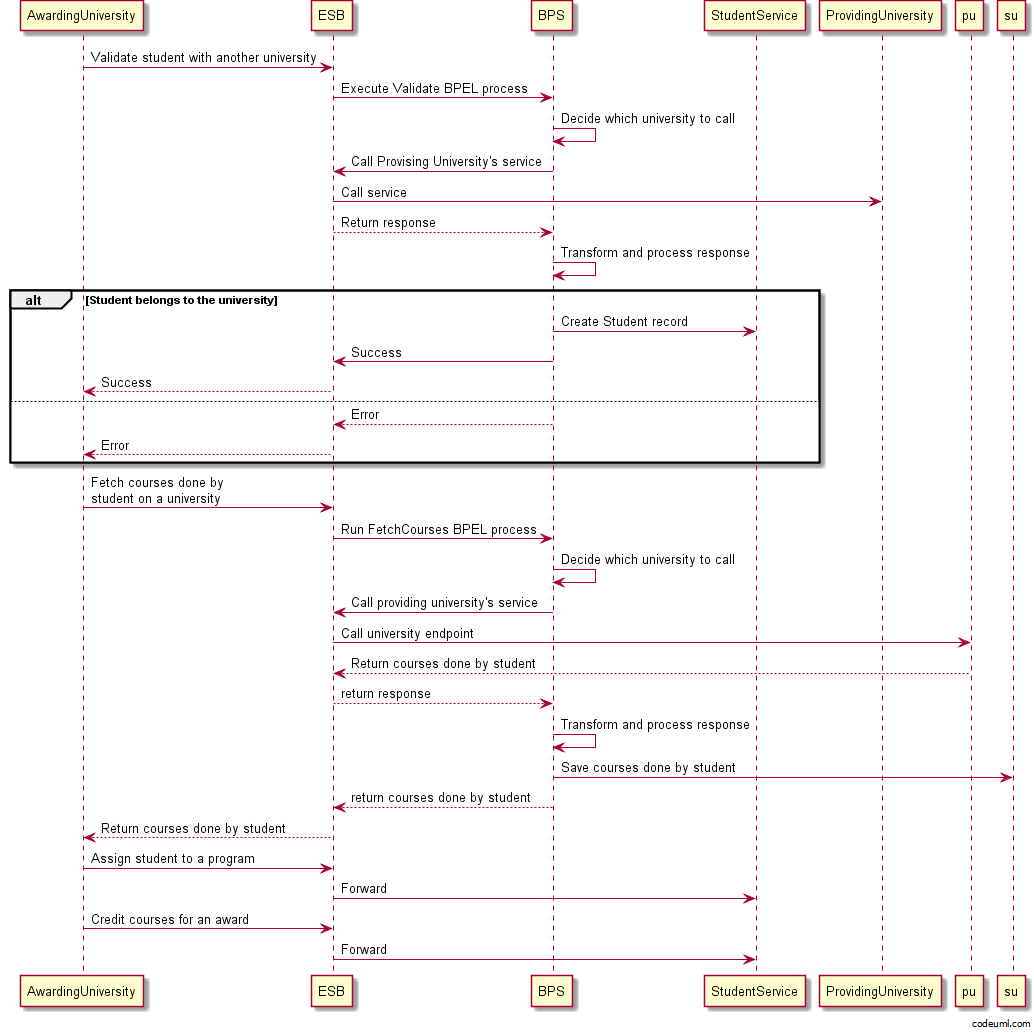 AwardingUniversity ESB BPS StudentService ProvidingUniversity pu su
Validate student with another university
Execute Validate BPEL process
Decide which university to call
Call Provising University's service
Call service
Return response
Transform and process response
alt [Student belongs to the university]
Create Student record
Success
Success
Error
Error
Fetch courses done by
student on a university
Run FetchCourses BPEL process
Decide which university to call
Call providing university's service
Call university endpoint
Return courses done by student
return response
Transform and process response
Save courses done by student
return courses done by student
Return courses done by student
Assign student to a program
Forward
Credit courses for an award
Forward
AwardingUniversity ESB BPS StudentService ProvidingUniversity pu su
codeuml.com